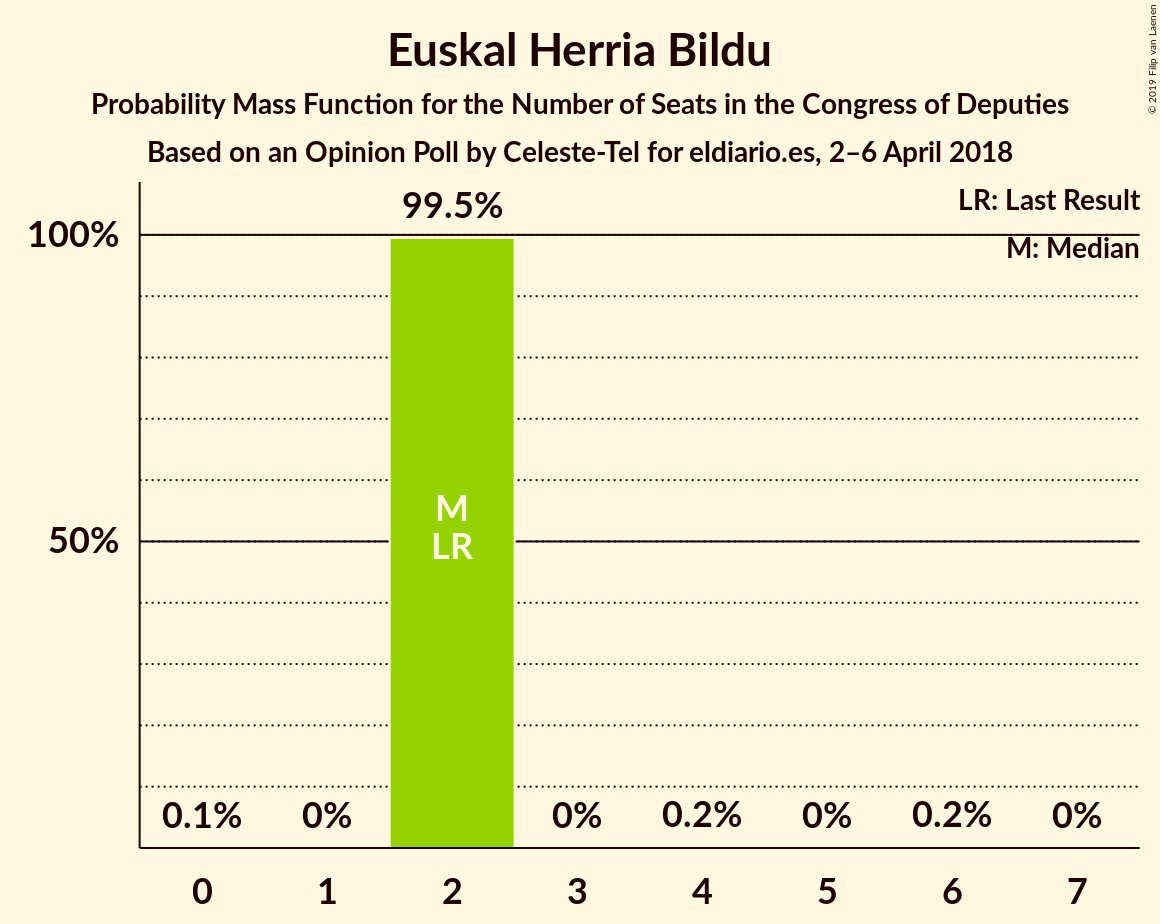 Euskal Herria Bildu
Probability Mass Function for the Number of Seats in the Congress of Deputies
Based on an Opinion Poll by Celeste-Tel for eldiario.es, 2–6 April 2018
© 2019 Filip van Laenen
LR: Last Result
M: Median
99.5%
100%
50%
M
LR
0.1% 0% 0% 0.2% 0% 0.2% 0%
0 1 2 3 4 5 6 7